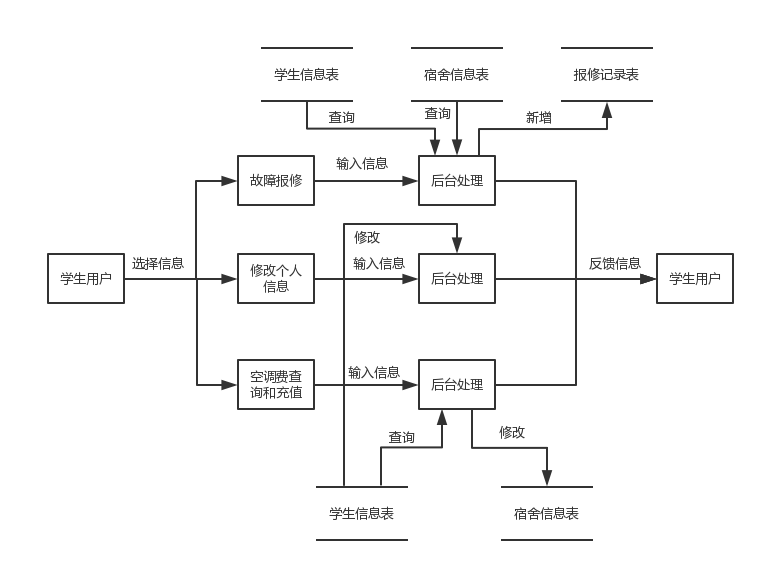 学生信息表
宿舍信息表
报修记录表
查询
查询
新增
故障报修
输入信息
后台处理
修改
学生用户
选择信息
修改个人
信息
输入信息
后台处理
反馈信息
学生用户
空调费查
询和充值
输入信息
后台处理
查询
修改
学生信息表
宿舍信息表